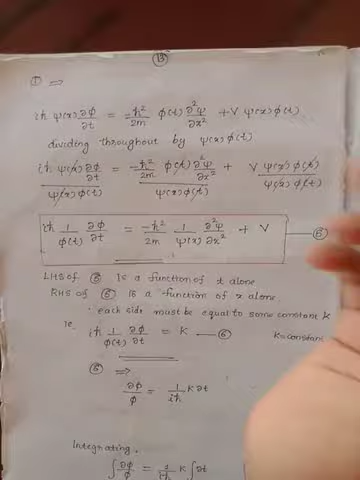 13
① ⇒
iħ ψ(x) ∂φ/∂t = -ħ²/2m φ(t) ∂²ψ/∂x² + V ψ(x) φ(t)
dividing throughout by ψ(x) φ(t)
iħ ψ(x) ∂φ/∂t / ψ(x) φ(t) = -ħ²/2m φ(t) ∂²ψ/∂x² / ψ(x) φ(t) + V ψ(x) φ(t) / ψ(x) φ(t)
iħ 1/φ(t) ∂φ/∂t = -ħ²/2m 1/ψ(x) ∂²ψ/∂x² + V — ⑤
LHS of ⑤ is a function of t alone
RHS of ⑤ is a function of x alone.
∴ each side must be equal to some constant k
ie. iħ 1/φ(t) ∂φ/∂t = K — ⑥ K=constant
⑥ ⇒
∂φ/φ = 1/iħ K ∂t
Integrating,
∫ ∂φ/φ = 1/iħ K ∫ ∂t